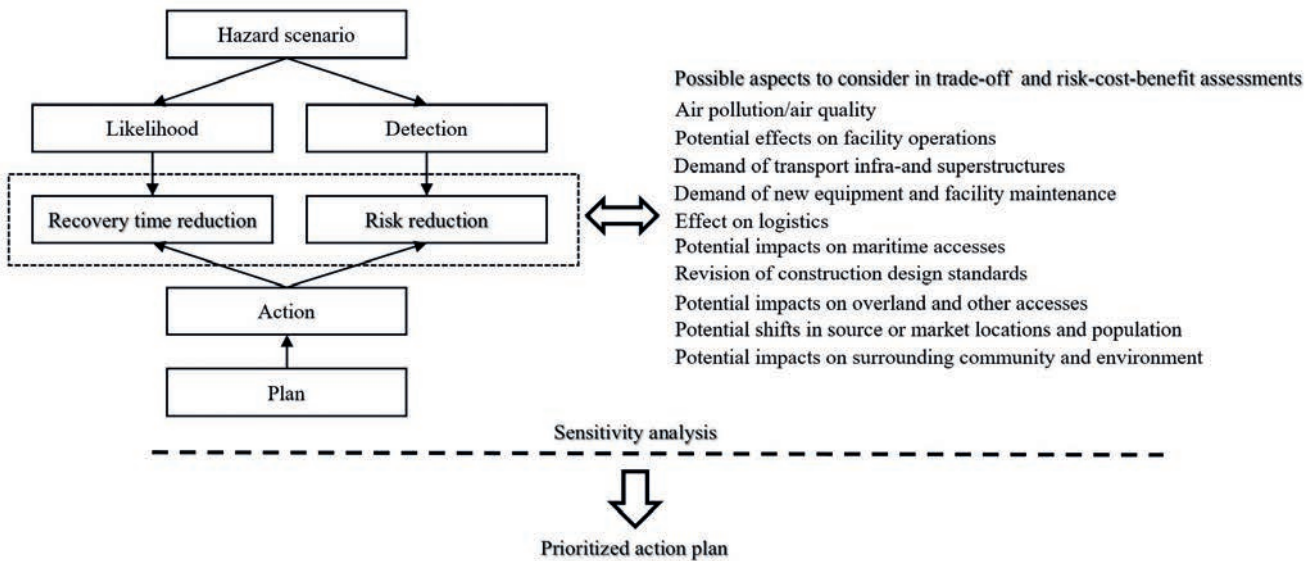 Hazard scenario
Likelihood
Detection
Recovery time reduction
Risk reduction
Action
Plan
Possible aspects to consider in trade-off and risk-cost-benefit assessments
Air pollution/air quality
Potential effects on facility operations
Demand of transport infra-and superstructures
Demand of new equipment and facility maintenance
Effect on logistics
Potential impacts on maritime accesses
Revision of construction design standards
Potential impacts on overland and other accesses
Potential shifts in source or market locations and population
Potential impacts on surrounding community and environment
Sensitivity analysis
Prioritized action plan